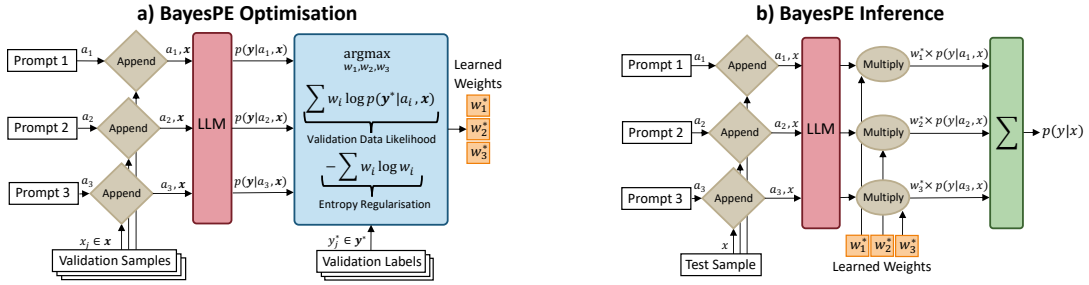 a) BayesPE Optimisation
Prompt 1
a₁
Append
a₁, x
LLM
p(y|a₁, x)
Prompt 2
a₂
Append
a₂, x
p(y|a₂, x)
Prompt 3
a₃
Append
a₃, x
p(y|a₃, x)
argmax
w₁,w₂,w₃
∑ wᵢ log p(y*|aᵢ, x)
Validation Data Likelihood
− ∑ wᵢ log wᵢ
Entropy Regularisation
Learned
Weights
w₁*
w₂*
w₃*
xⱼ ∈ x
Validation Samples
yⱼ* ∈ y*
Validation Labels
b) BayesPE Inference
Prompt 1
a₁
Append
a₁, x
LLM
Multiply
w₁* × p(y|a₁, x)
Prompt 2
a₂
Append
a₂, x
Multiply
w₂* × p(y|a₂, x)
∑
p(y|x)
Prompt 3
a₃
Append
a₃, x
Multiply
w₃* × p(y|a₃, x)
x
Test Sample
w₁* w₂* w₃*
Learned Weights